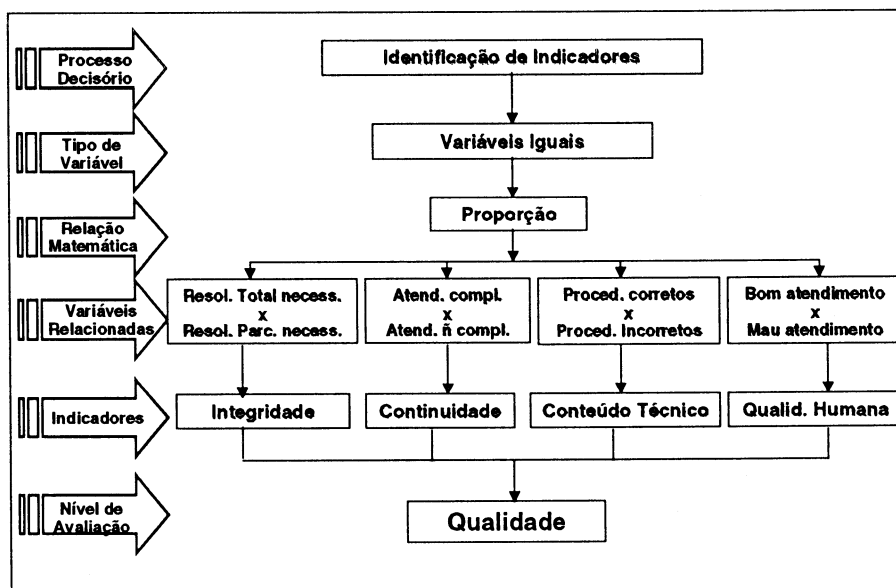 Processo
Decisório
Identificação de Indicadores
Tipo de
Variável
Variáveis Iguais
Relação
Matemática
Proporção
Variáveis
Relacionadas
Resol. Total necess.
x
Resol. Parc. necess.
Atend. compl.
x
Atend. ñ compl.
Proced. corretos
x
Proced. Incorretos
Bom atendimento
x
Mau atendimento
Indicadores
Integridade
Continuidade
Conteúdo Técnico
Qualid. Humana
Nível de
Avaliação
Qualidade